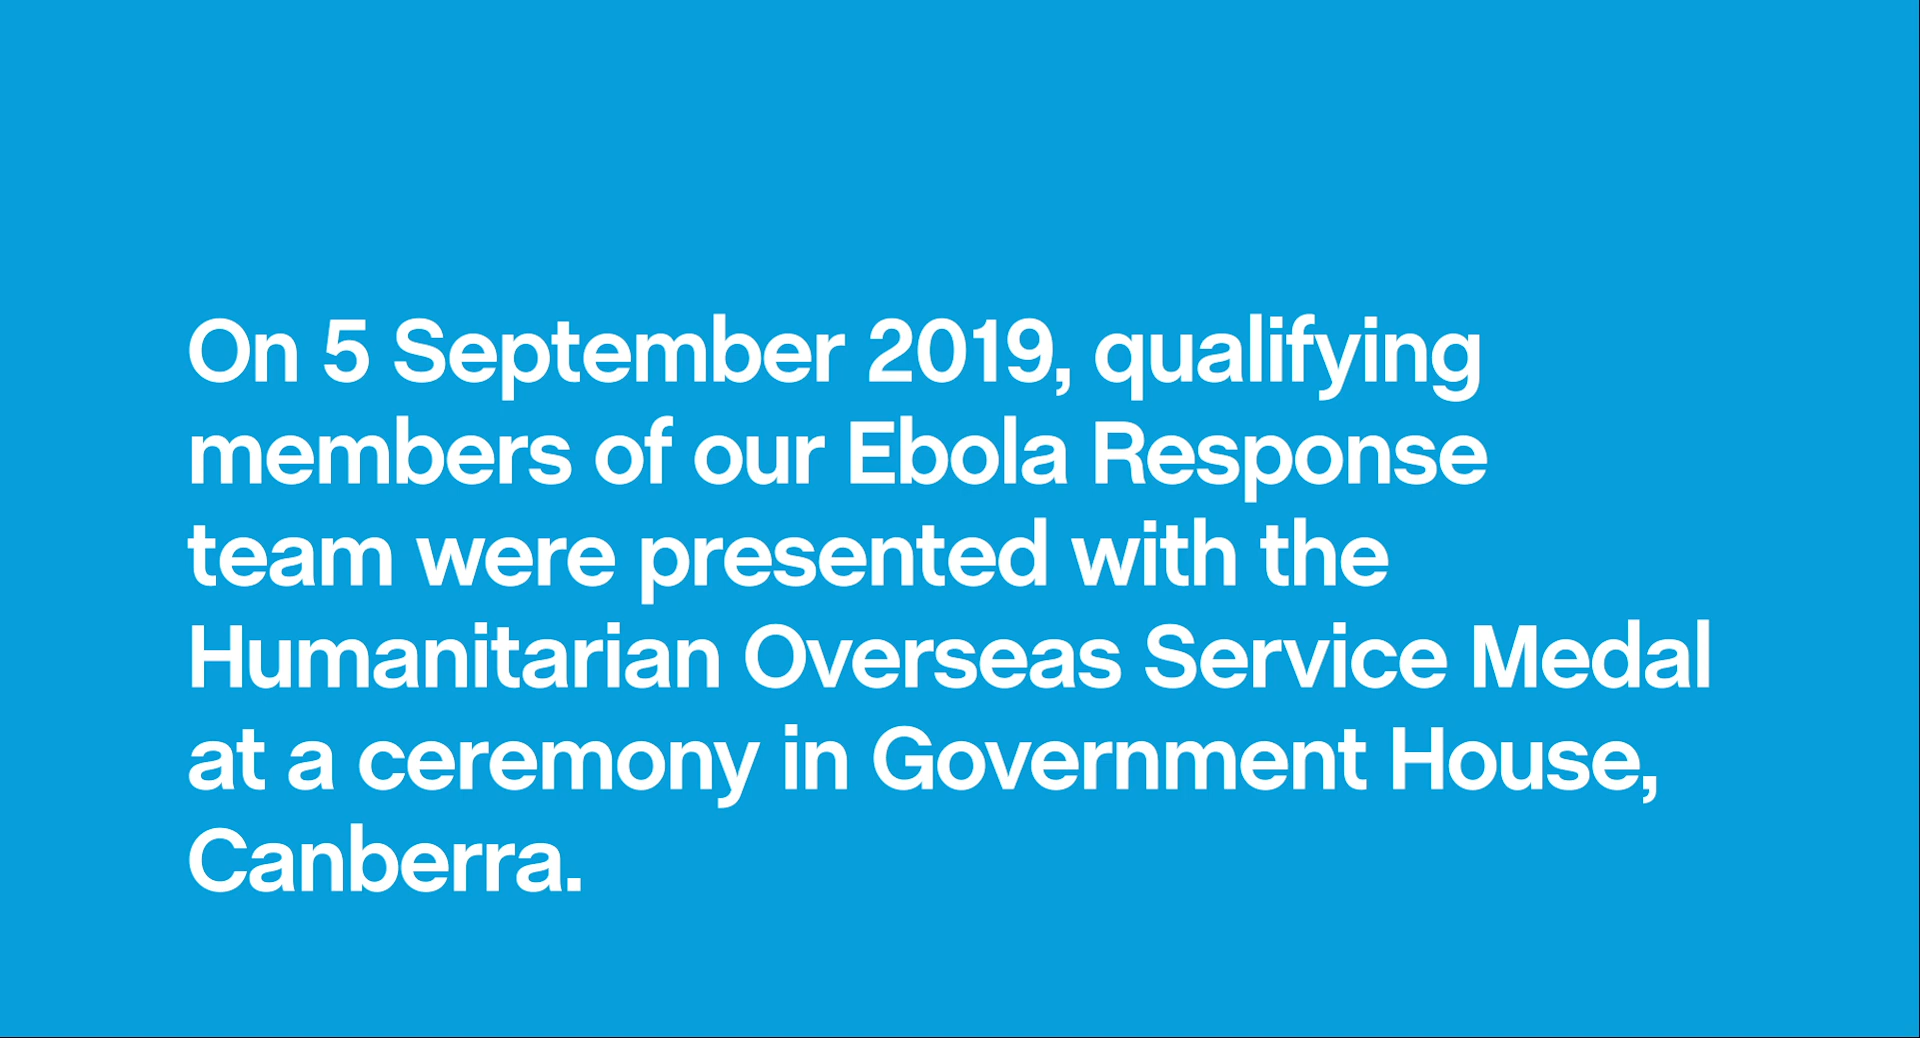 On 5 September 2019, qualifying
members of our Ebola Response
team were presented with the
Humanitarian Overseas Service Medal
at a ceremony in Government House,
Canberra.